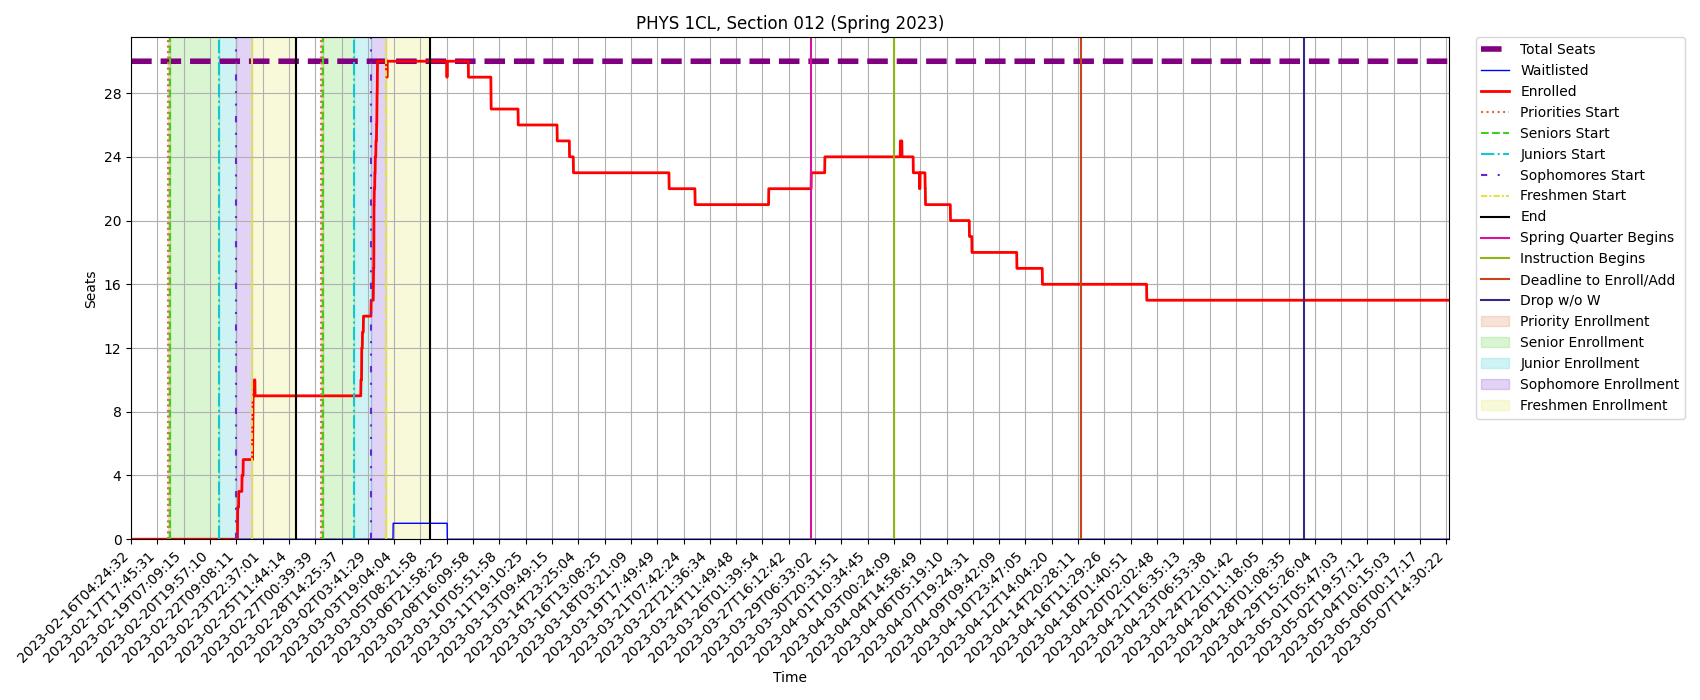 PHYS 1CL, Section 012 (Spring 2023)
Seats
28
24
20
16
12
8
4
0
2023-02-16T04:24:32
2023-02-17T17:45:31
2023-02-19T07:09:15
2023-02-20T19:57:10
2023-02-22T09:08:11
2023-02-23T22:37:01
2023-02-25T11:44:14
2023-02-27T00:39:39
2023-02-28T14:25:37
2023-03-02T03:41:29
2023-03-03T19:04:04
2023-03-05T08:21:58
2023-03-06T21:58:25
2023-03-08T16:09:58
2023-03-10T05:51:58
2023-03-11T19:10:25
2023-03-13T09:49:15
2023-03-14T23:25:04
2023-03-16T13:08:25
2023-03-18T03:21:09
2023-03-19T17:49:49
2023-03-21T07:42:24
2023-03-22T21:36:34
2023-03-24T11:49:48
2023-03-26T01:39:54
2023-03-27T16:12:42
2023-03-29T06:33:02
2023-03-30T20:31:51
2023-04-01T10:34:45
2023-04-03T00:24:09
2023-04-04T14:58:49
2023-04-06T05:19:10
2023-04-07T19:24:31
2023-04-09T09:42:09
2023-04-10T23:47:05
2023-04-12T14:04:20
2023-04-14T20:28:11
2023-04-16T11:29:26
2023-04-18T01:40:51
2023-04-20T02:02:48
2023-04-21T16:35:13
2023-04-23T06:53:38
2023-04-24T21:01:42
2023-04-26T11:18:05
2023-04-28T01:08:35
2023-04-29T15:26:04
2023-05-01T05:47:03
2023-05-02T19:57:12
2023-05-04T10:15:03
2023-05-06T00:17:17
2023-05-07T14:30:22
Time
Total Seats
Waitlisted
Enrolled
Priorities Start
Seniors Start
Juniors Start
Sophomores Start
Freshmen Start
End
Spring Quarter Begins
Instruction Begins
Deadline to Enroll/Add
Drop w/o W
Priority Enrollment
Senior Enrollment
Junior Enrollment
Sophomore Enrollment
Freshmen Enrollment